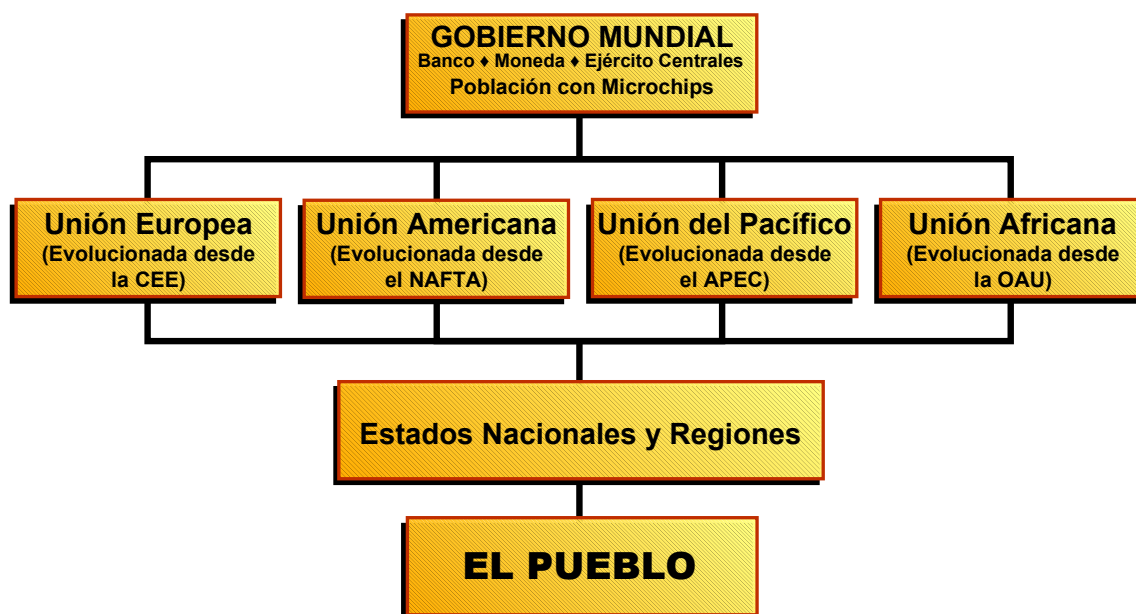 GOBIERNO MUNDIAL
Banco ♦ Moneda ♦ Ejército Centrales
Población con Microchips
Unión Europea
(Evolucionada desde
la CEE)
Unión Americana
(Evolucionada desde
el NAFTA)
Unión del Pacífico
(Evolucionada desde
el APEC)
Unión Africana
(Evolucionada desde
la OAU)
Estados Nacionales y Regiones
EL PUEBLO